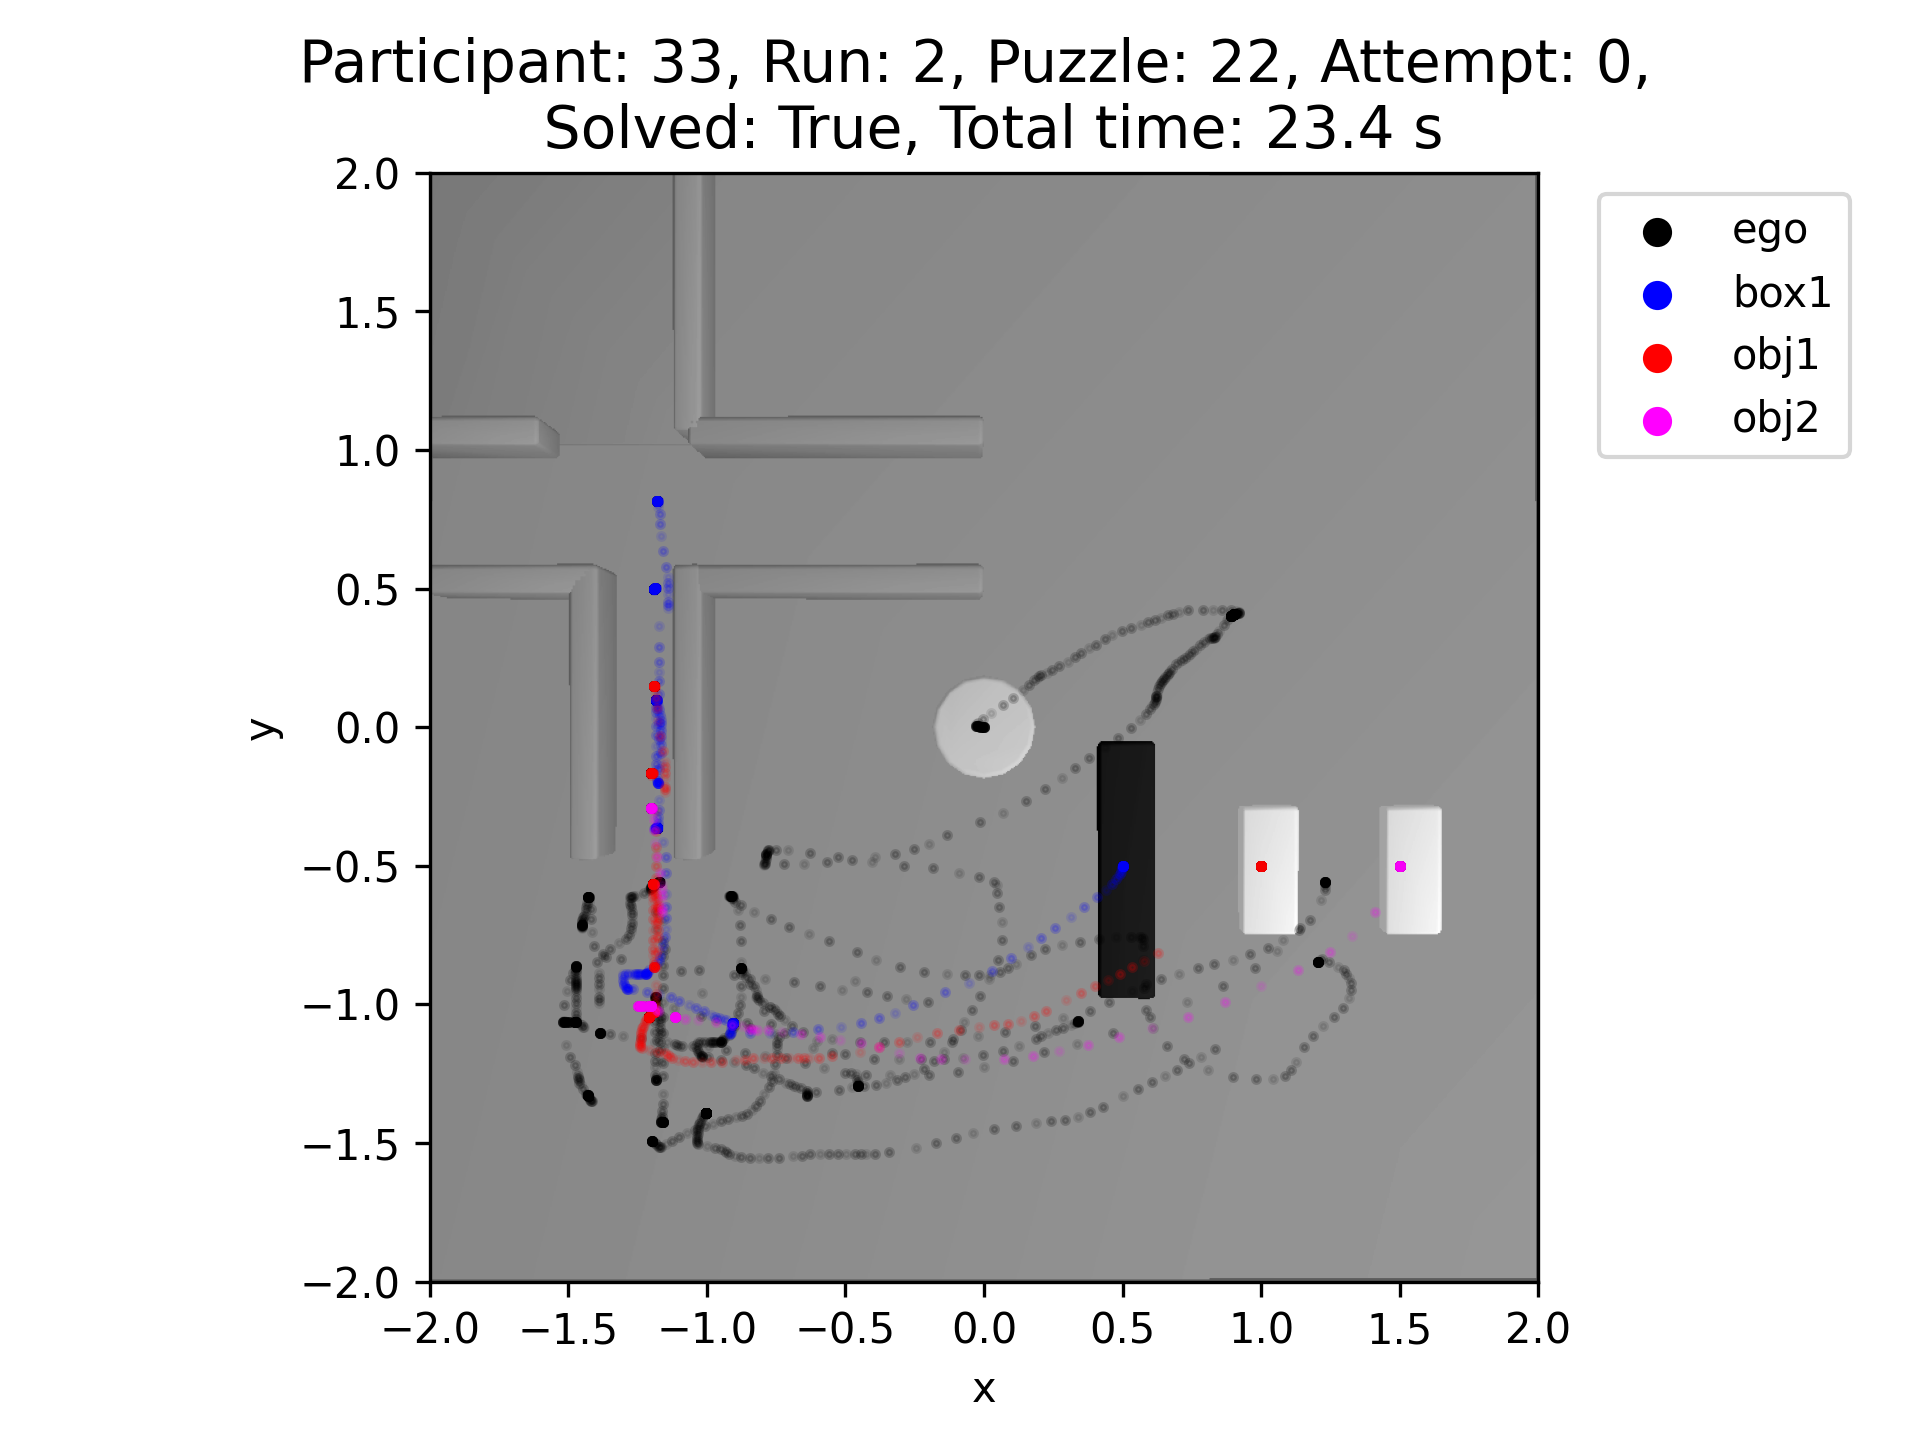 Participant: 33, Run: 2, Puzzle: 22, Attempt: 0,
Solved: True, Total time: 23.4 s
2.0
1.5
1.0
0.5
0.0
−0.5
−1.0
−1.5
−2.0
y
−2.0 −1.5 −1.0 −0.5 0.0 0.5 1.0 1.5 2.0
x
ego
box1
obj1
obj2